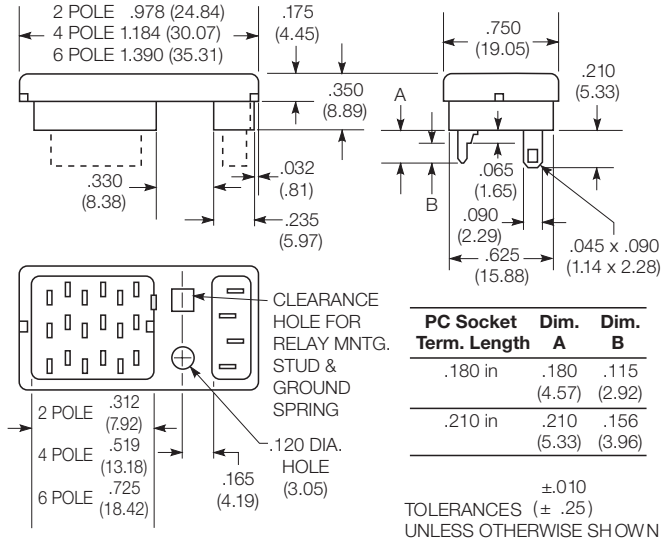 2 POLE .978 (24.84)
4 POLE 1.184 (30.07)
6 POLE 1.390 (35.31)
.175
(4.45)
.350
(8.89)
.330
(8.38)
.032
(.81)
.235
(5.97)
.750
(19.05)
.210
(5.33)
A
B
.065
(1.65)
.090
(2.29)
.625
(15.88)
.045 x .090
(1.14 x 2.28)
CLEARANCE
HOLE FOR
RELAY MNTG.
STUD &
GROUND
SPRING
.120 DIA.
HOLE
(3.05)
2 POLE .312
(7.92)
4 POLE .519
(13.18)
6 POLE .725
(18.42)
.165
(4.19)
PC Socket Dim. Dim.
Term. Length A B
.180 in .180 .115
(4.57) (2.92)
.210 in .210 .156
(5.33) (3.96)
±.010
TOLERANCES (± .25)
UNLESS OTHERWISE SHOWN